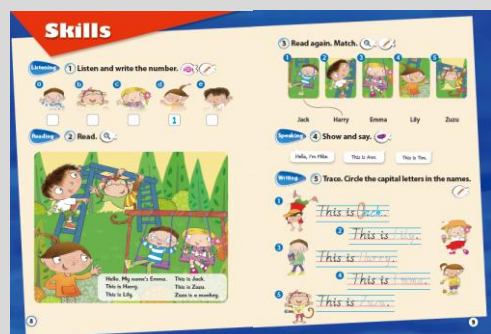 Skills
Listening 1 Listen and write the number.
a b c d e
1
Reading 2 Read.
Hello. My name's Emma.
This is Harry.
This is Lily.
This is Jack.
This is Zuzu.
Zuzu is a monkey.
8
3 Read again. Match.
1 2 3 4 5
Jack Harry Emma Lily Zuzu
Speaking 4 Show and say.
Hello, I'm Mike.
This is Ann.
This is Tim.
Writing 5 Trace. Circle the capital letters in the names.
1 This is Jack.
2 This is Lily.
3 This is Harry.
4 This is Emma.
5 This is Zuzu.
9